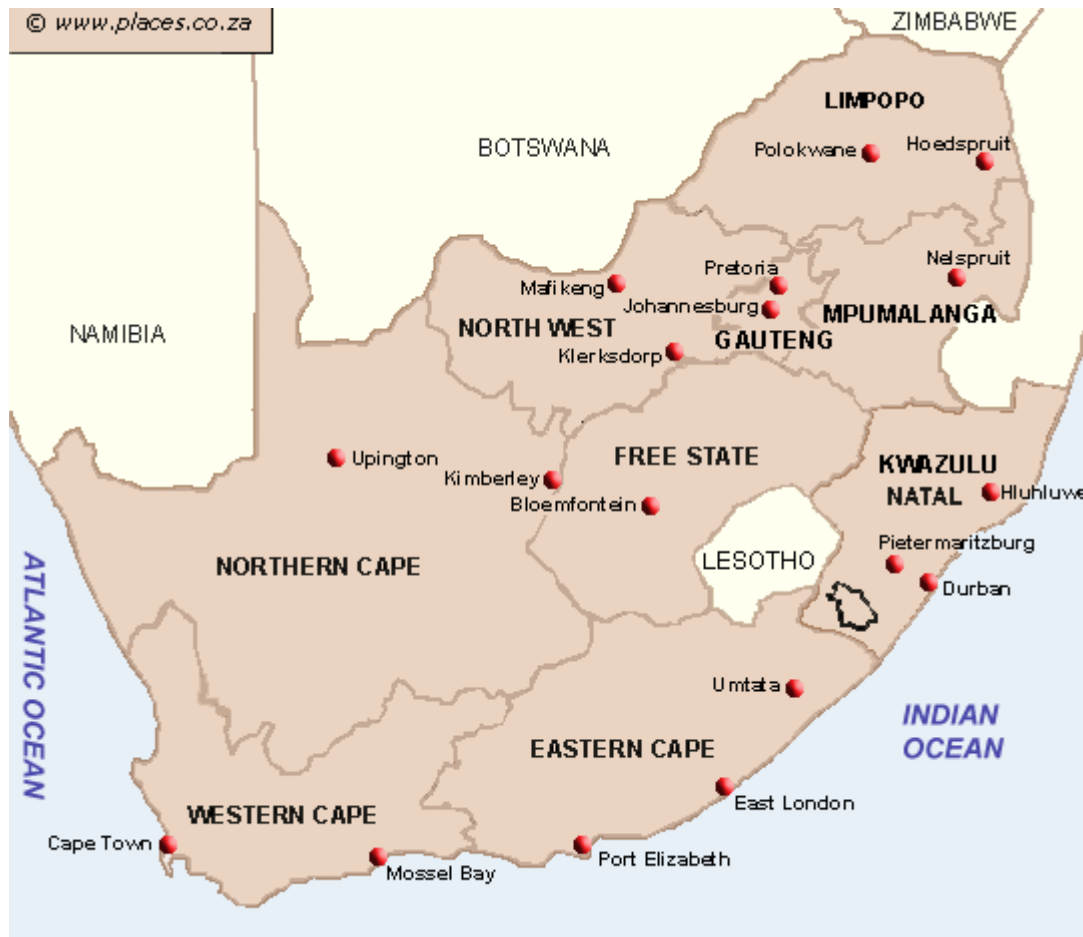 © www.places.co.za
ZIMBABWE
LIMPOPO
BOTSWANA
Polokwane
Hoedspruit
Pretoria
Nelspruit
Mafikeng
Johannesburg
MPUMALANGA
NAMIBIA
NORTH WEST
GAUTENG
Klerksdorp
Upington
FREE STATE
KWAZULU
NATAL
Kimberley
Hluhluwe
Bloemfontein
Pietermaritzburg
LESOTHO
NORTHERN CAPE
Durban
ATLANTIC OCEAN
Umtata
INDIAN
OCEAN
EASTERN CAPE
East London
WESTERN CAPE
Cape Town
Port Elizabeth
Mossel Bay